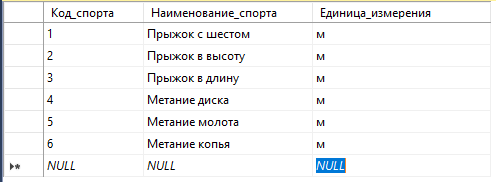 Код_спорта Наименование_спорта Единица_измерения
1 Прыжок с шестом м
2 Прыжок в высоту м
3 Прыжок в длину м
4 Метание диска м
5 Метание молота м
6 Метание копья м
NULL NULL NULL